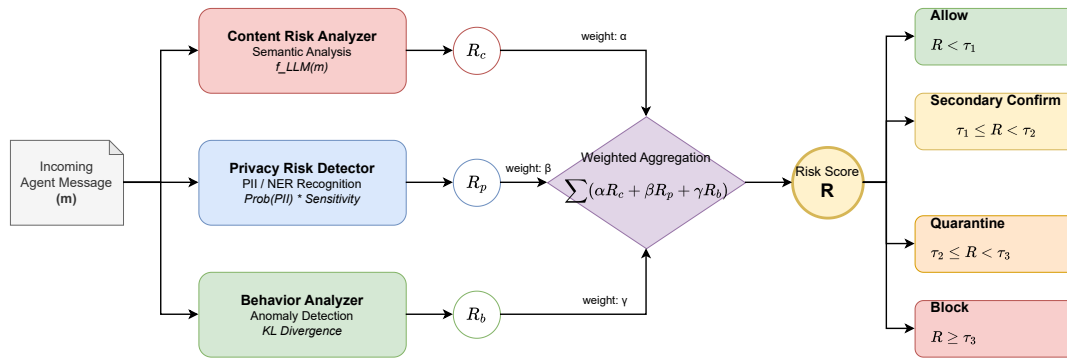 Incoming
Agent Message
(m)
Content Risk Analyzer
Semantic Analysis
f_LLM(m)
R_c
weight: α
Privacy Risk Detector
PII / NER Recognition
Prob(PII) * Sensitivity
R_p
weight: β
Behavior Analyzer
Anomaly Detection
KL Divergence
R_b
weight: γ
Weighted Aggregation
∑(αR_c + βR_p + γR_b)
Risk Score
R
Allow
R < τ_1
Secondary Confirm
τ_1 ≤ R < τ_2
Quarantine
τ_2 ≤ R < τ_3
Block
R ≥ τ_3